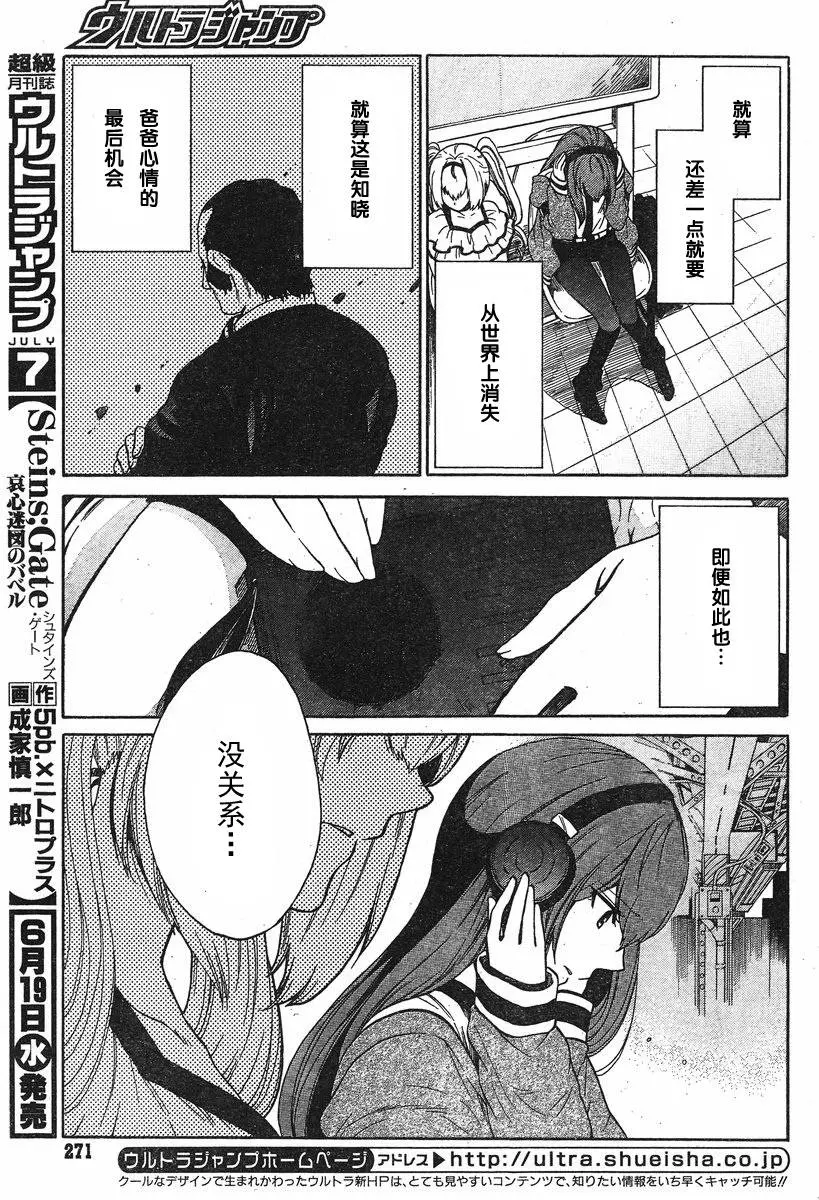 ウルトラジャンプ
就算
还差一点就要
从世界上消失
就算这是知晓
爸爸心情的
最后机会
即便如此也…
没关系…
超級
月刊誌
ウルトラジャンプ
JULY
7
Steins;Gate
シュタインズ
・ゲート
哀心迷図のバベル
作 5pb.×ニトロプラス
画 成家慎一郎
6月19日㊌発売
271
ウルトラジャンプホームページ アドレス▶http://ultra.shueisha.co.jp
クールなデザインで生まれかわったウルトラ新HPは、とても見やすいコンテンツで、知りたい情報をいち早くキャッチ可能!!